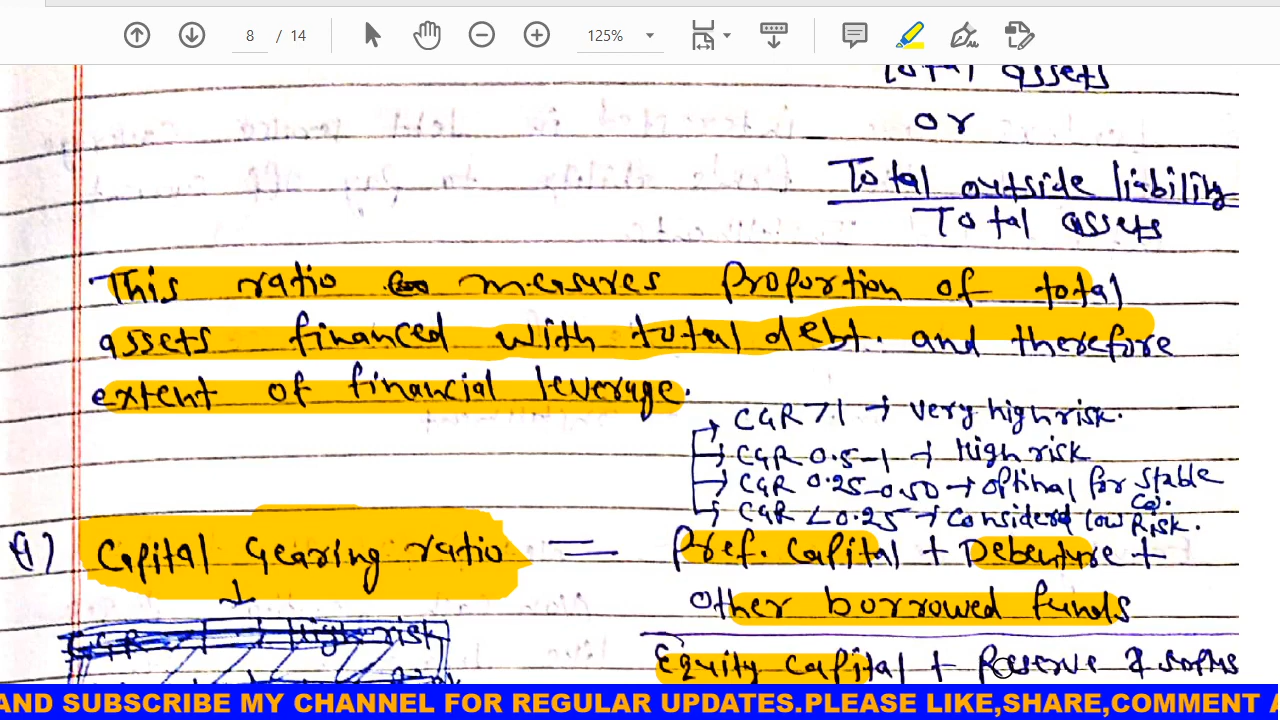 8 / 14
125%
Total assets
or
Total outside liability
Total assets
This ratio measures proportion of total
assets financed with total debt. and therefore
extent of financial leverage.
CGR > 1 → very high risk.
CGR 0.5-1 → High risk
CGR 0.25-0.50 → optimal for stable
co.
CGR < 0.25 → Considerd low Risk.
Capital Gearing ratio = Pref. Capital + Debenture +
Other borrowed funds
high risk
Equity capital + Reserve &
AND SUBSCRIBE MY CHANNEL FOR REGULAR UPDATES.PLEASE LIKE,SHARE,COMMENT A